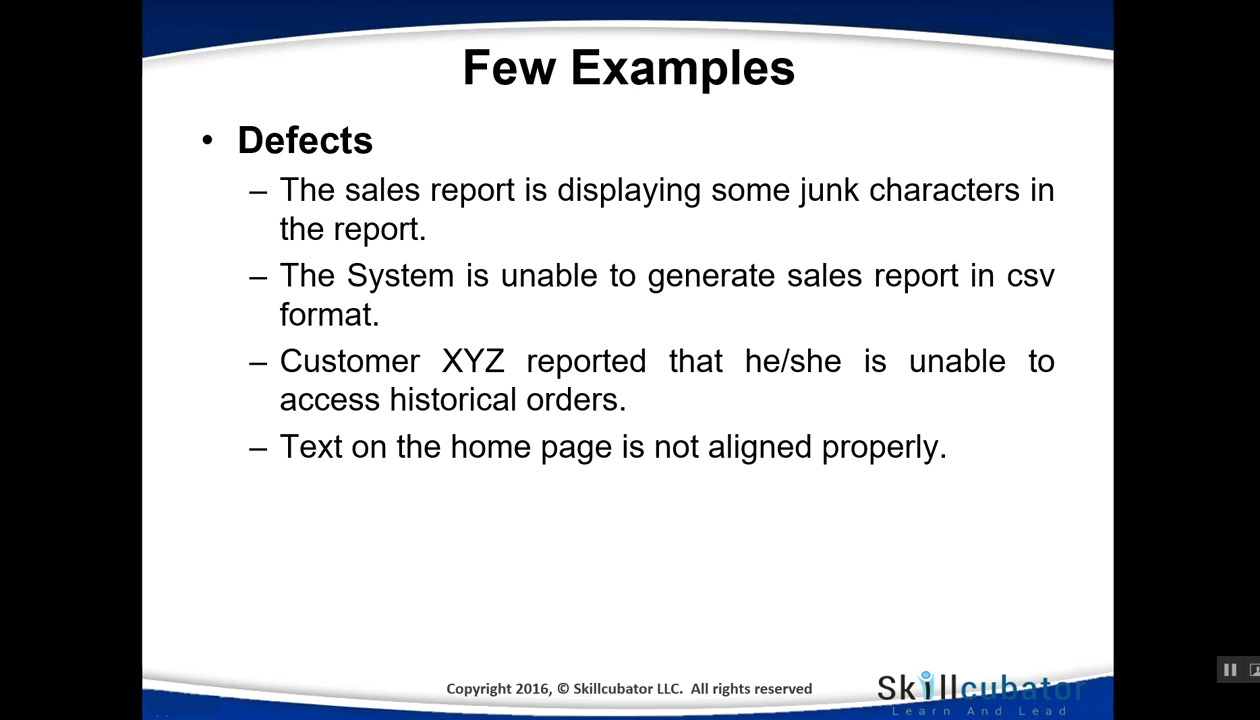 Few Examples
• Defects
– The sales report is displaying some junk characters in
the report.
– The System is unable to generate sales report in csv
format.
– Customer XYZ reported that he/she is unable to
access historical orders.
– Text on the home page is not aligned properly.
Copyright 2016, © Skillcubator LLC. All rights reserved
Skillcubator
Learn And Lead